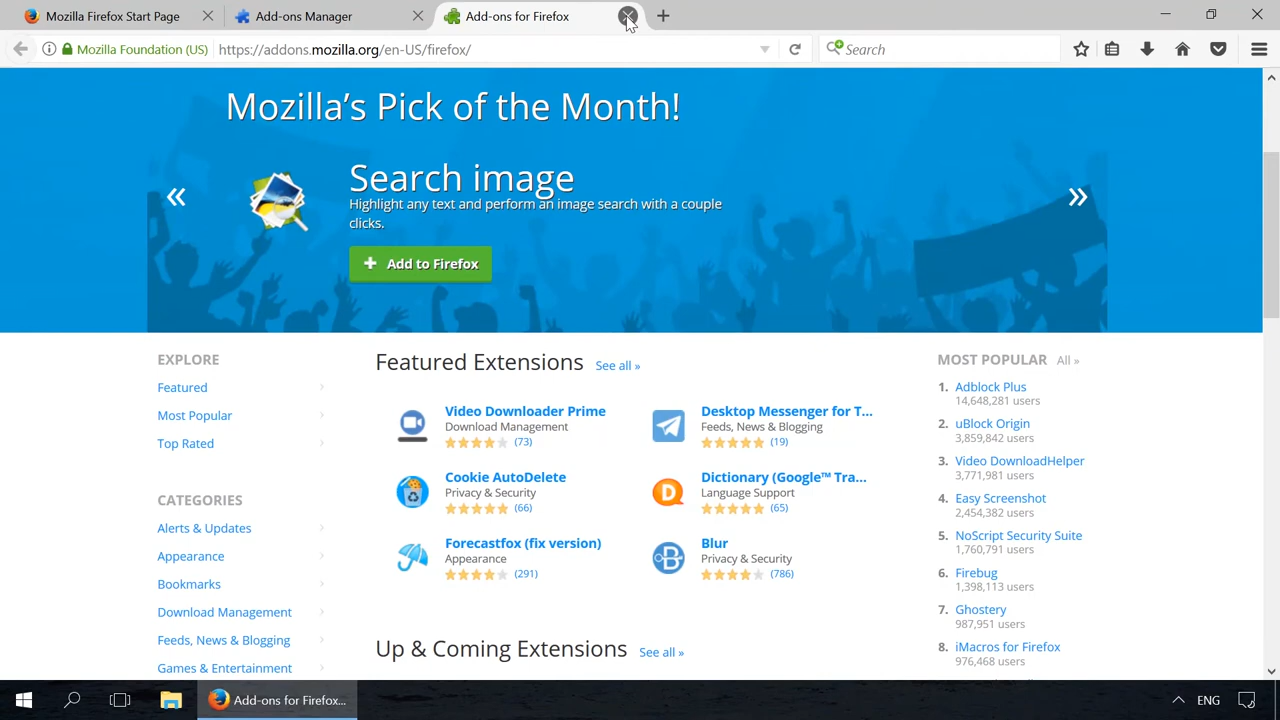 Mozilla Firefox Start Page
Add-ons Manager
Add-ons for Firefox
Mozilla Foundation (US)
https://addons.mozilla.org/en-US/firefox/
Search
Mozilla's Pick of the Month!
«
Search image
»
Highlight any text and perform an image search with a couple
clicks.
+ Add to Firefox
EXPLORE
Featured
Most Popular
Top Rated
CATEGORIES
Alerts & Updates
Appearance
Bookmarks
Download Management
Feeds, News & Blogging
Games & Entertainment
Featured Extensions See all »
Video Downloader Prime
Download Management
(73)
Desktop Messenger for T...
Feeds, News & Blogging
(19)
Cookie AutoDelete
Privacy & Security
(66)
Dictionary (Google™ Tra...
Language Support
(65)
Forecastfox (fix version)
Appearance
(291)
Blur
Privacy & Security
(786)
Up & Coming Extensions See all »
MOST POPULAR All »
1. Adblock Plus
14,648,281 users
2. uBlock Origin
3,859,842 users
3. Video DownloadHelper
3,771,981 users
4. Easy Screenshot
2,454,382 users
5. NoScript Security Suite
1,760,791 users
6. Firebug
1,398,113 users
7. Ghostery
987,951 users
8. iMacros for Firefox
976,468 users
Add-ons for Firefox...
ENG